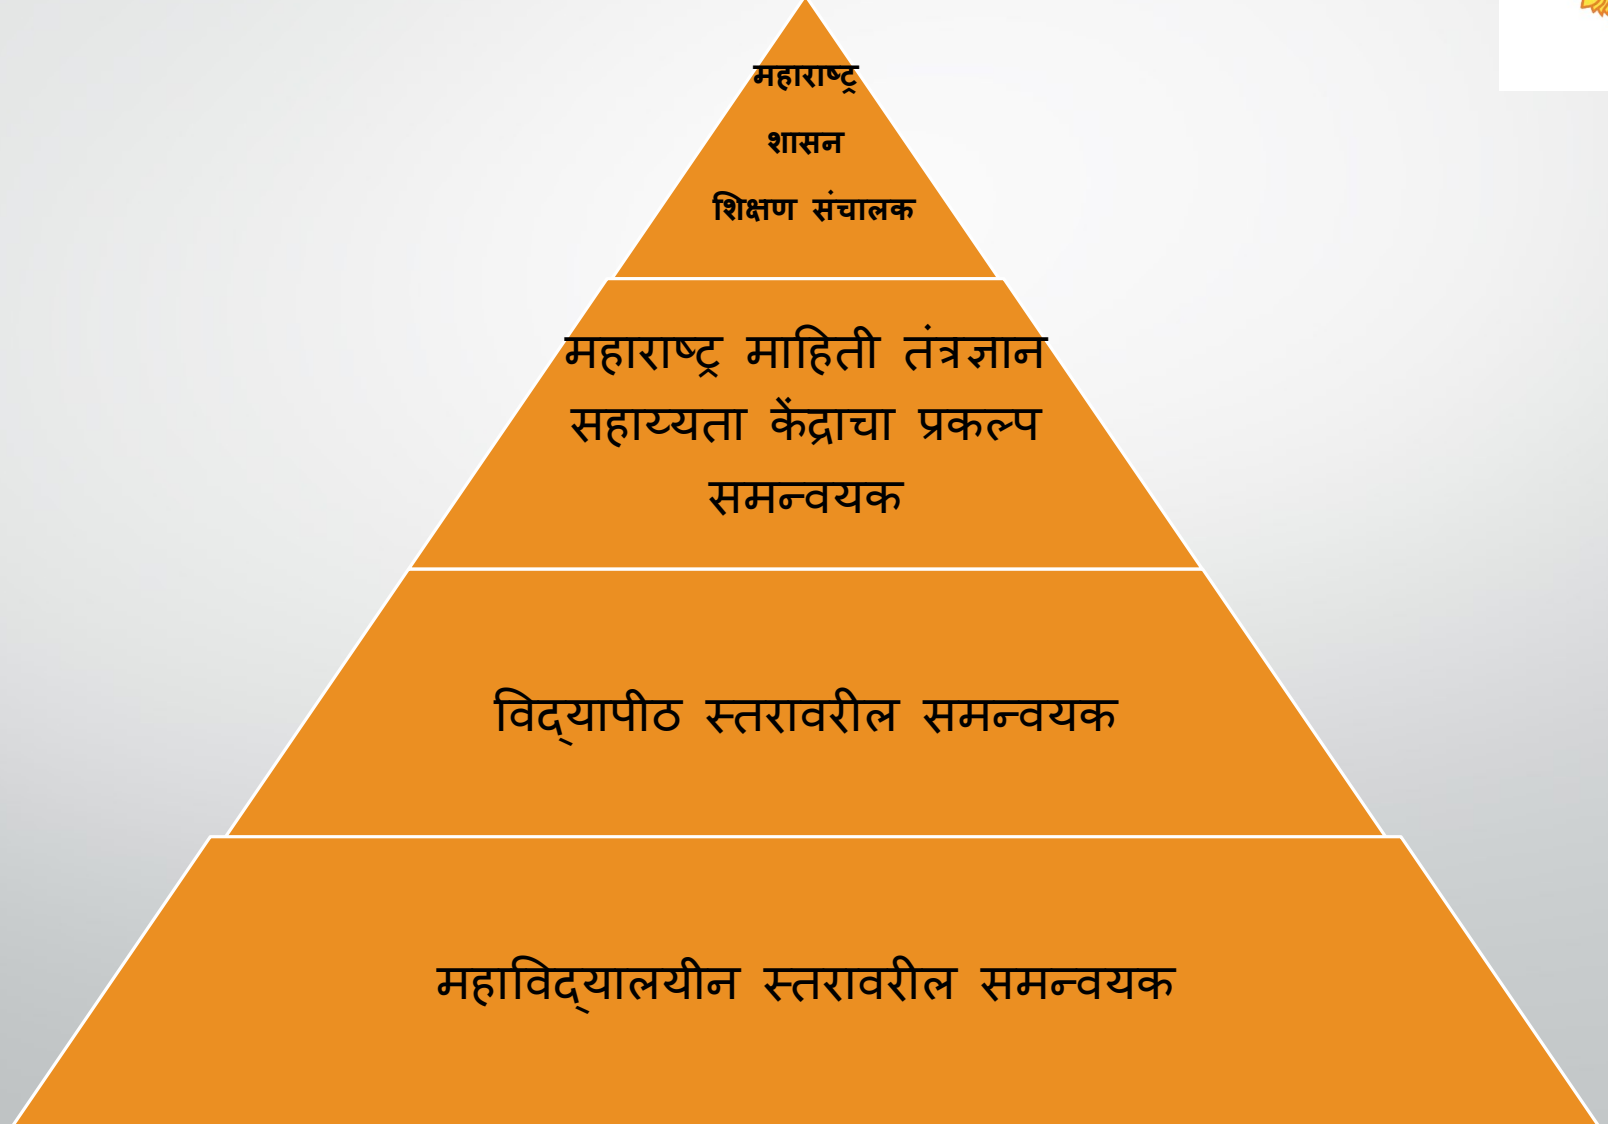 महाराष्ट्र
शासन
शिक्षण संचालक
महाराष्ट्र माहिती तंत्रज्ञान
सहाय्यता केंद्राचा प्रकल्प
समन्वयक
विद्‌यापीठ स्तरावरील समन्वयक
महाविद्‌यालयीन स्तरावरील समन्वयक